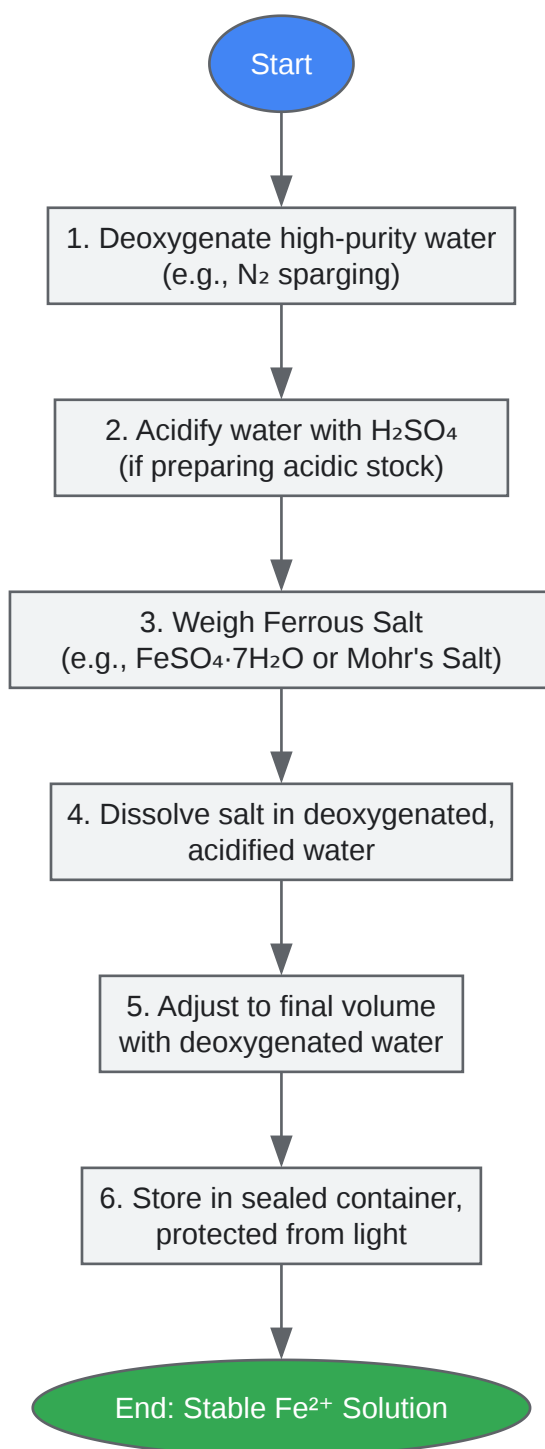 Start
1. Deoxygenate high-purity water
(e.g., N₂ sparging)
2. Acidify water with H₂SO₄
(if preparing acidic stock)
3. Weigh Ferrous Salt
(e.g., FeSO₄·7H₂O or Mohr's Salt)
4. Dissolve salt in deoxygenated,
acidified water
5. Adjust to final volume
with deoxygenated water
6. Store in sealed container,
protected from light
End: Stable Fe²⁺ Solution